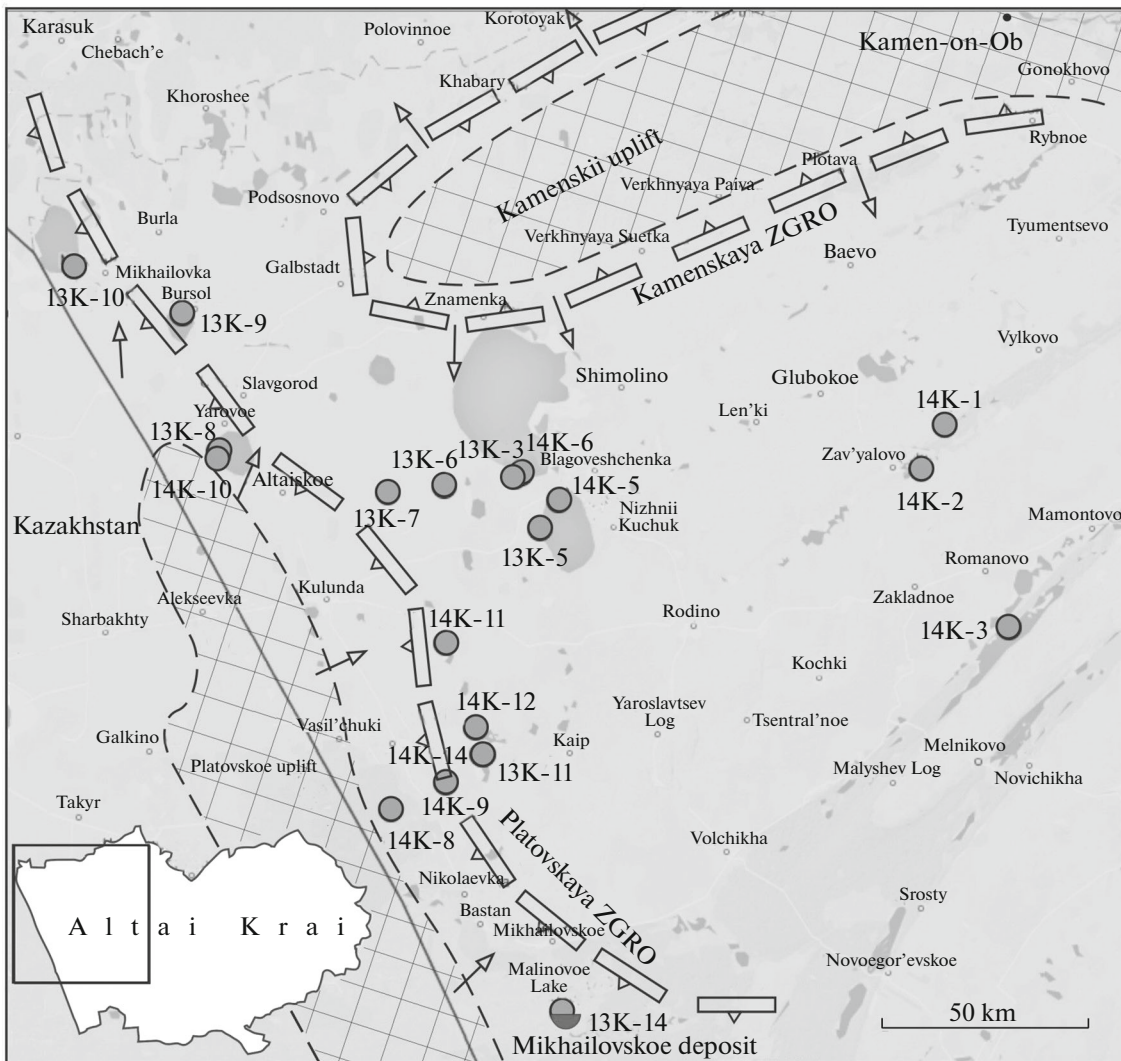 Karasuk
Chebach'e
Polovinnoe
Korotoyak
Kamen-on-Ob
Gonokhovo
Khabary
Khoroshee
Rybnoe
Kamenskii uplift
Plotava
Verkhnyaya Paiva
Podsosnovo
Burla
Verkhnyaya Suetka
Kamenskaya ZGRO
Baevo
Tyumentsevo
Galbstadt
Mikhailovka
Bursol
13K-10
13K-9
Znamenka
Vylkovo
Shimolino
Glubokoe
Slavgorod
Len'ki
14K-1
Yarovoe
13K-8
13K-3
14K-6
13K-6
Blagoveshchenka
Zav'yalovo
14K-10
Altaiskoe
14K-5
14K-2
13K-7
Nizhnii
Kuchuk
Kazakhstan
13K-5
Mamontovo
Romanovo
Kulunda
Alekseevka
Zakladnoe
Sharbakhty
Rodino
14K-11
14K-3
Kochki
14K-12
Yaroslavtsev
Log
Tsentral'noe
Vasil'chuki
Galkino
14K-14
Kaip
Melnikovo
Platovskoe uplift
13K-11
Malyshev Log
Novichikha
14K-9
Takyr
14K-8
Platovskaya ZGRO
Volchikha
Nikolaevka
Srosty
Bastan
Altai Krai
Mikhailovskoe
Malinovoe
Lake
Novoegor'evskoe
13K-14
50 km
Mikhailovskoe deposit